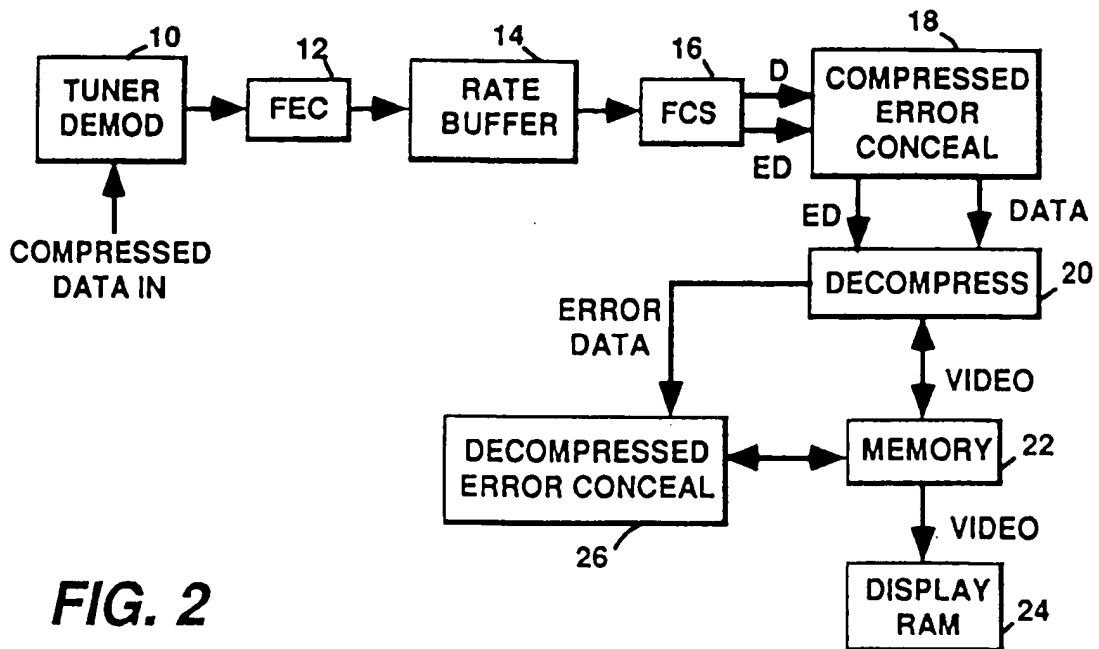 10
TUNER
DEMOD
12
FEC
14
RATE
BUFFER
16
FCS
D
ED
18
COMPRESSED
ERROR
CONCEAL
COMPRESSED
DATA IN
ED
DATA
DECOMPRESS
20
ERROR
DATA
VIDEO
DECOMPRESSED
ERROR CONCEAL
26
MEMORY
22
VIDEO
DISPLAY
RAM
24
FIG. 2